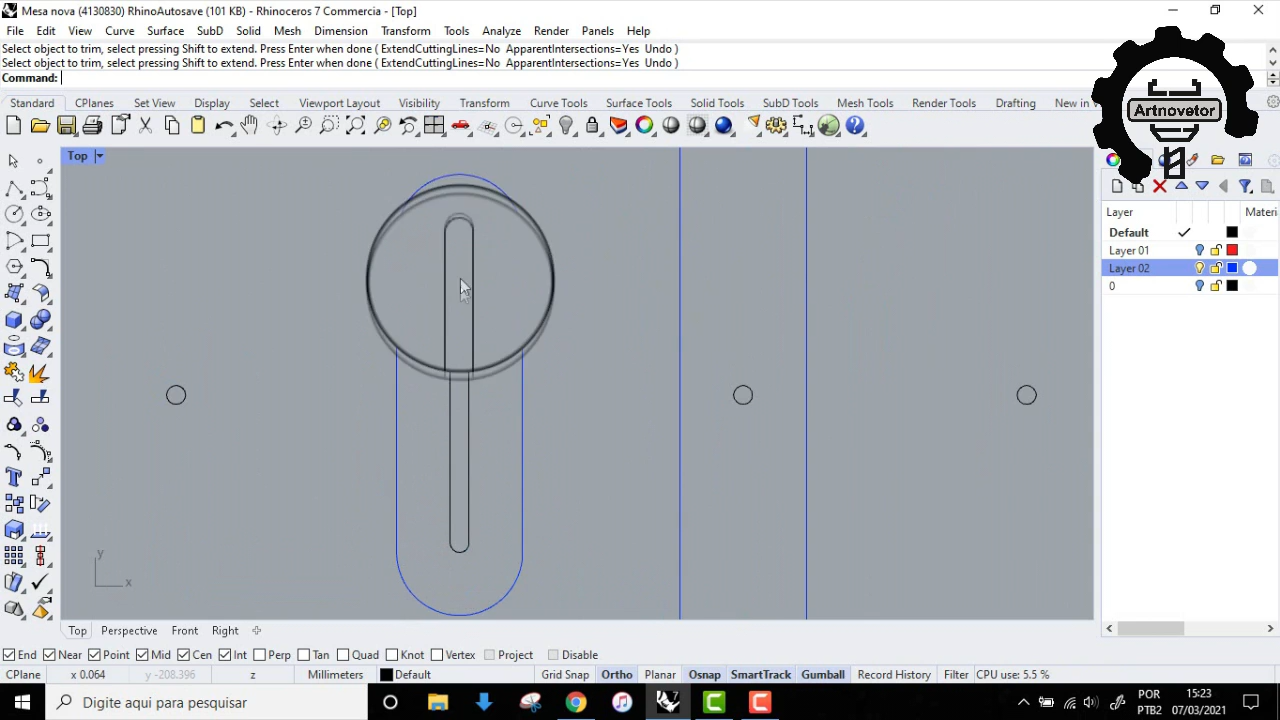 Mesa nova (4130830) RhinoAutosave (101 KB) - Rhinoceros 7 Commercia - [Top]
File Edit View Curve Surface SubD Solid Mesh Dimension Transform Tools Analyze Render Panels Help
Select object to trim, select pressing Shift to extend. Press Enter when done ( ExtendCuttingLines=No ApparentIntersections=Yes Undo )
Select object to trim, select pressing Shift to extend. Press Enter when done ( ExtendCuttingLines=No ApparentIntersections=Yes Undo )
Command:
Standard CPlanes Set View Display Select Viewport Layout Visibility Transform Curve Tools Surface Tools Solid Tools SubD Tools Mesh Tools Render Tools Drafting New in V
Artnovetor
Top
Layer Materi
Default
Layer 01
Layer 02
0
y
x
Top Perspective Front Right
End Near Point Mid Cen Int Perp Tan Quad Knot Vertex Project Disable
CPlane x 0.064 y -208.396 z Millimeters Default Grid Snap Ortho Planar Osnap SmartTrack Gumball Record History Filter CPU use: 5.5 %
Digite aqui para pesquisar
POR
PTB2
15:23
07/03/2021